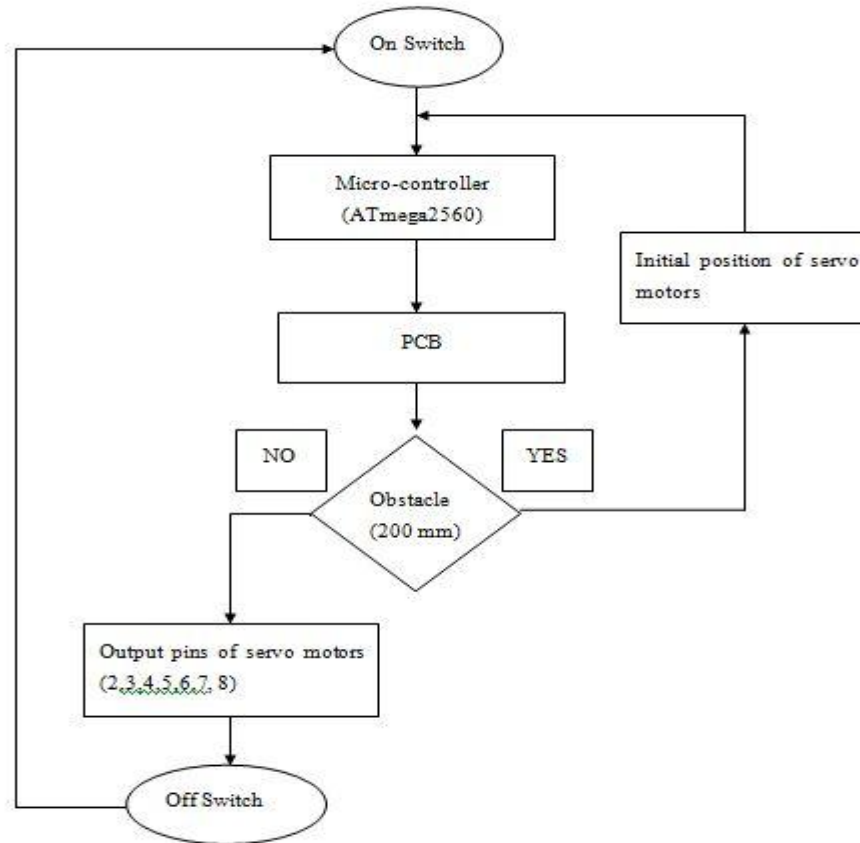 On Switch
Micro-controller
(ATmega2560)
Initial position of servo
motors
PCB
NO
YES
Obstacle
(200 mm)
Output pins of servo motors
(2,3,4,5,6,7, 8)
Off Switch